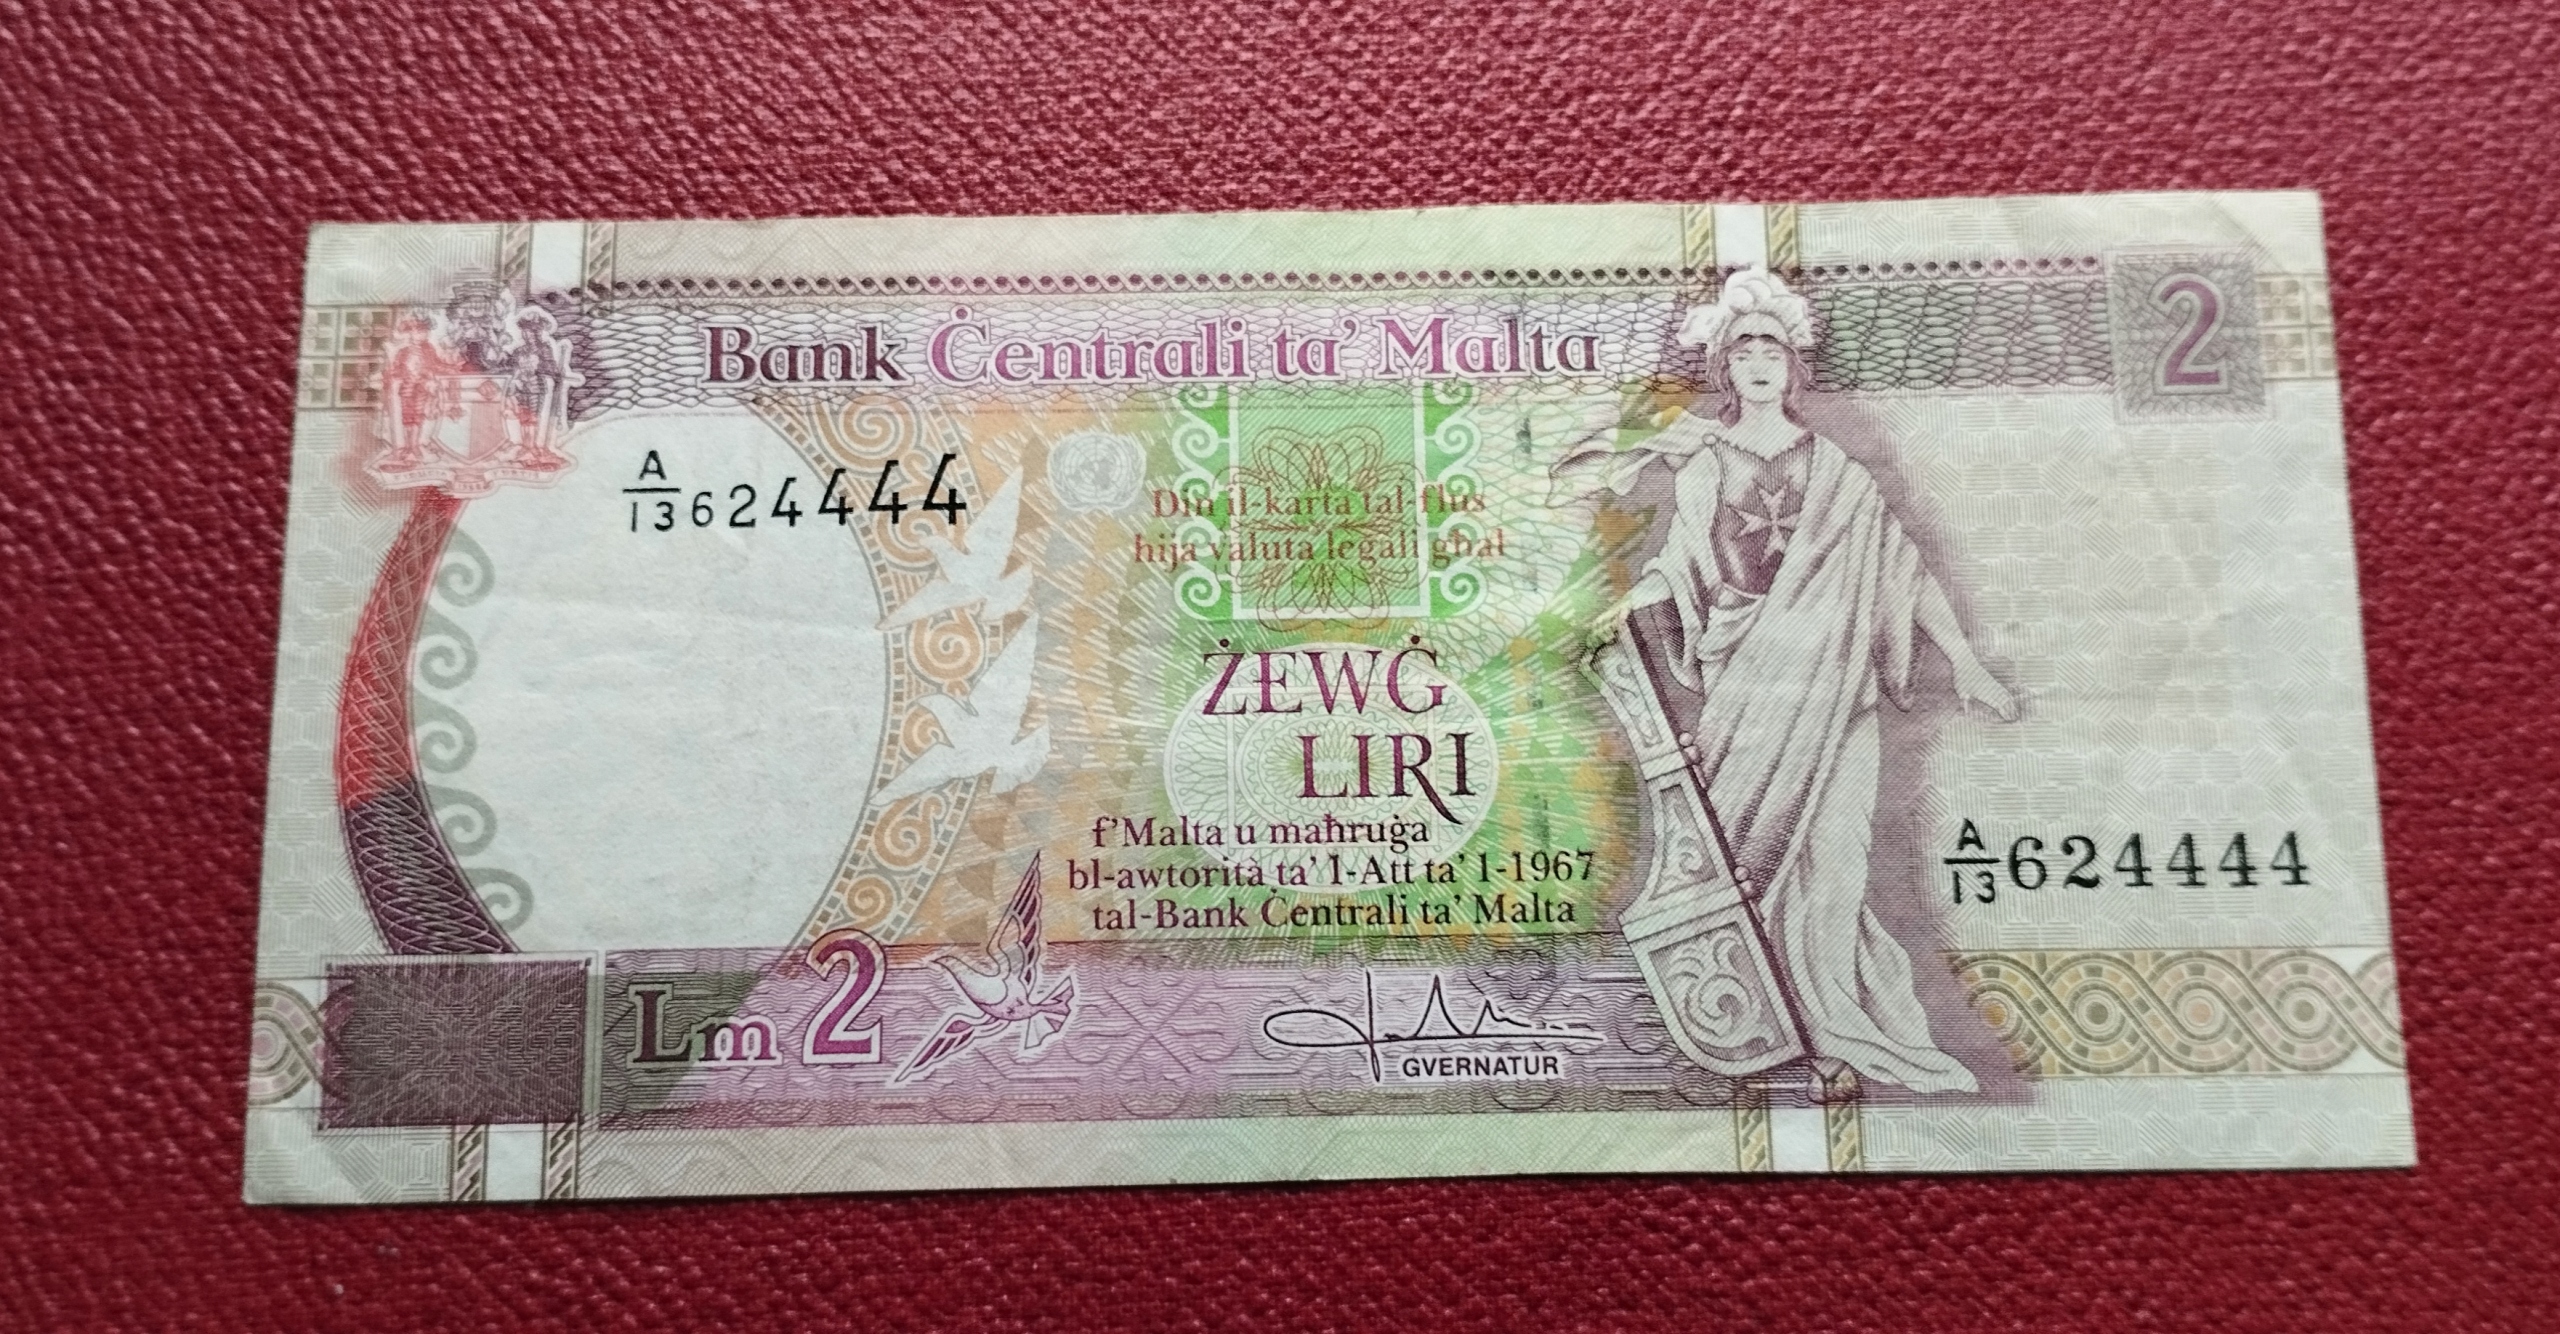 Bank Ċentrali ta' Malta
2
A/13 624444
Din il-karta tal-flus
hija valuta legali għal
ŻEWĠ
LIRI
f'Malta u maħruġa
bl-awtorità ta' l-Att ta' l-1967
tal-Bank Ċentrali ta' Malta
A/13 624444
Lm 2
GVERNATUR